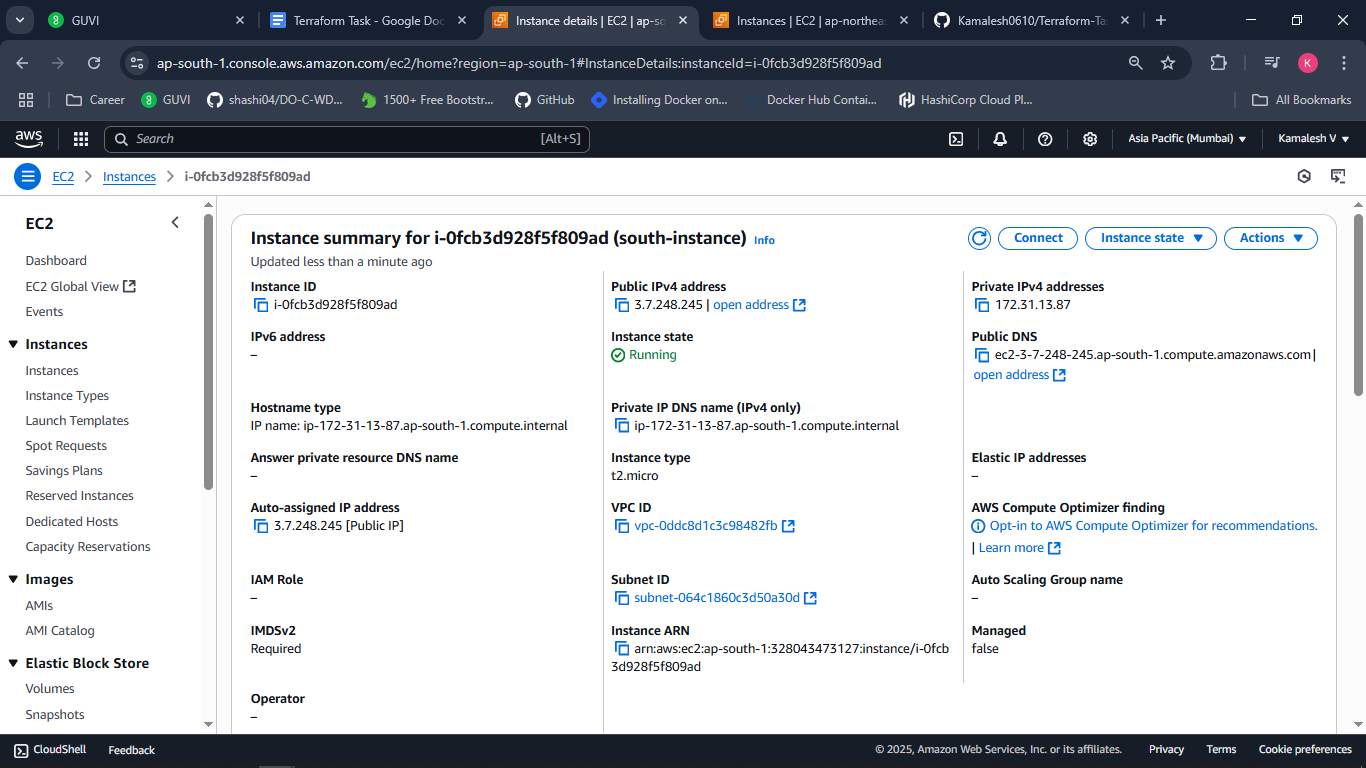 GUVI
Terraform Task - Google Doc
Instance details | EC2 | ap-so
Instances | EC2 | ap-northeas
Kamalesh0610/Terraform-Ta
ap-south-1.console.aws.amazon.com/ec2/home?region=ap-south-1#InstanceDetails:instanceId=i-0fcb3d928f5f809ad
K
Career
GUVI
shashi04/DO-C-WD...
1500+ Free Bootstr...
GitHub
Installing Docker on...
Docker Hub Contai...
HashiCorp Cloud Pl...
All Bookmarks
aws
Search
[Alt+S]
Asia Pacific (Mumbai)
Kamalesh V
EC2
Instances
i-0fcb3d928f5f809ad
EC2
Dashboard
EC2 Global View
Events
Instances
Instances
Instance Types
Launch Templates
Spot Requests
Savings Plans
Reserved Instances
Dedicated Hosts
Capacity Reservations
Images
AMIs
AMI Catalog
Elastic Block Store
Volumes
Snapshots
Instance summary for i-0fcb3d928f5f809ad (south-instance) Info
Updated less than a minute ago
Connect
Instance state
Actions
Instance ID
i-0fcb3d928f5f809ad
Public IPv4 address
3.7.248.245 | open address
Private IPv4 addresses
172.31.13.87
IPv6 address
–
Instance state
Running
Public DNS
ec2-3-7-248-245.ap-south-1.compute.amazonaws.com |
open address
Hostname type
IP name: ip-172-31-13-87.ap-south-1.compute.internal
Private IP DNS name (IPv4 only)
ip-172-31-13-87.ap-south-1.compute.internal
Answer private resource DNS name
–
Instance type
t2.micro
Elastic IP addresses
–
Auto-assigned IP address
3.7.248.245 [Public IP]
VPC ID
vpc-0ddc8d1c3c98482fb
AWS Compute Optimizer finding
Opt-in to AWS Compute Optimizer for recommendations.
| Learn more
IAM Role
–
Subnet ID
subnet-064c1860c3d50a30d
Auto Scaling Group name
–
IMDSv2
Required
Instance ARN
arn:aws:ec2:ap-south-1:328043473127:instance/i-0fcb
3d928f5f809ad
Managed
false
Operator
–
CloudShell
Feedback
© 2025, Amazon Web Services, Inc. or its affiliates.
Privacy
Terms
Cookie preferences